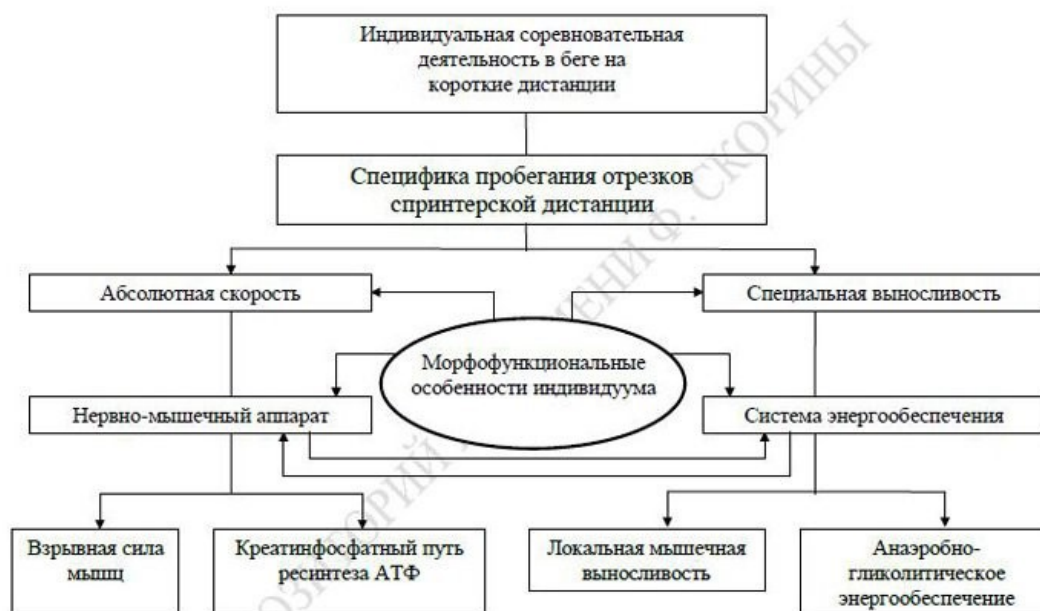 Индивидуальная соревновательная
деятельность в беге на
короткие дистанции
Специфика пробегания отрезков
спринтерской дистанции
Абсолютная скорость
Специальная выносливость
Морфофункциональные
особенности индивидуума
Нервно-мышечный аппарат
Система энергообеспечения
Взрывная сила
мышц
Креатинфосфатный путь
ресинтеза АТФ
Локальная мышечная
выносливость
Анаэробно-
гликолитическое
энергообеспечение
Ф. СКОРИНЫ